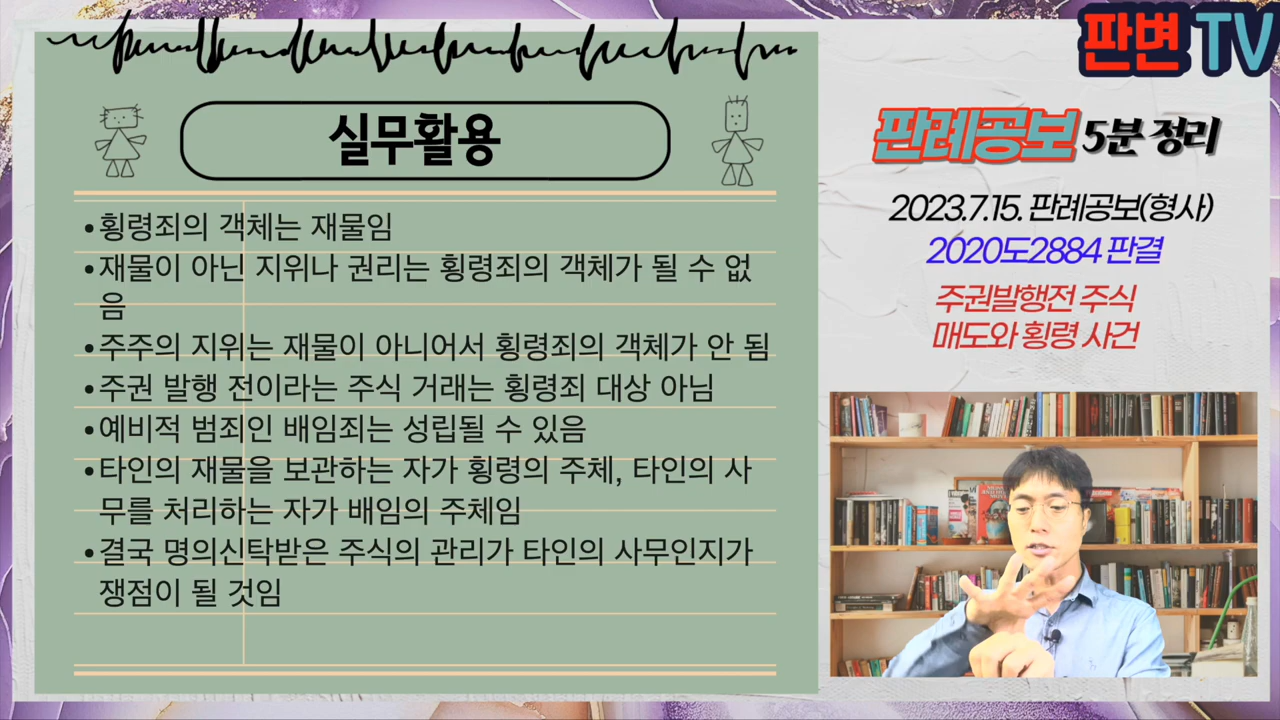 판변 TV
실무활용
•횡령죄의 객체는 재물임
•재물이 아닌 지위나 권리는 횡령죄의 객체가 될 수 없
음
•주주의 지위는 재물이 아니어서 횡령죄의 객체가 안 됨
•주권 발행 전이라는 주식 거래는 횡령죄 대상 아님
•예비적 범죄인 배임죄는 성립될 수 있음
•타인의 재물을 보관하는 자가 횡령의 주체, 타인의 사
무를 처리하는 자가 배임의 주체임
•결국 명의신탁받은 주식의 관리가 타인의 사무인지가
쟁점이 될 것임
판례공보 5분 정리
2023.7.15. 판례공보(형사)
2020도2884 판결
주권발행전 주식
매도와 횡령 사건